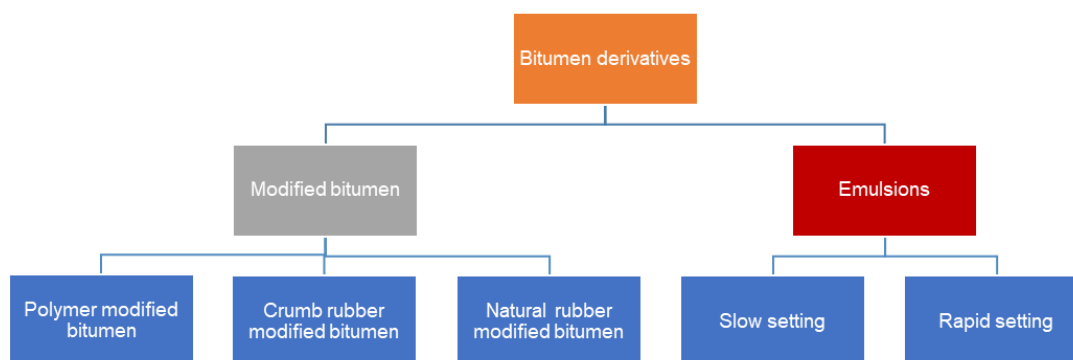 Bitumen derivatives
Modified bitumen
Emulsions
Polymer modified
bitumen
Crumb rubber
modified bitumen
Natural rubber
modified bitumen
Slow setting
Rapid setting